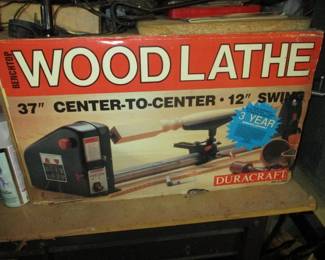 BENCHTOP
WOOD LATHE
37" CENTER-TO-CENTER • 12" SWING
3 YEAR
DURACRAFT